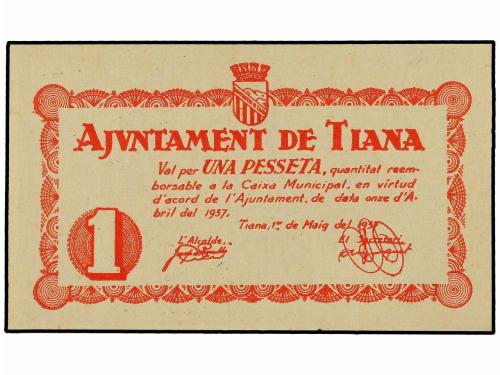 AJVNTAMENT DE TIANA
Val per UNA PESSETA, quantitat reem-
borsable a la Caixa Municipal, en virtud
d'acord de l'Ajuntament, de data onze d'A-
bril del 1937.
Tiana, 1er de Maig del 1937
L'Alcalde, El Secretari
1